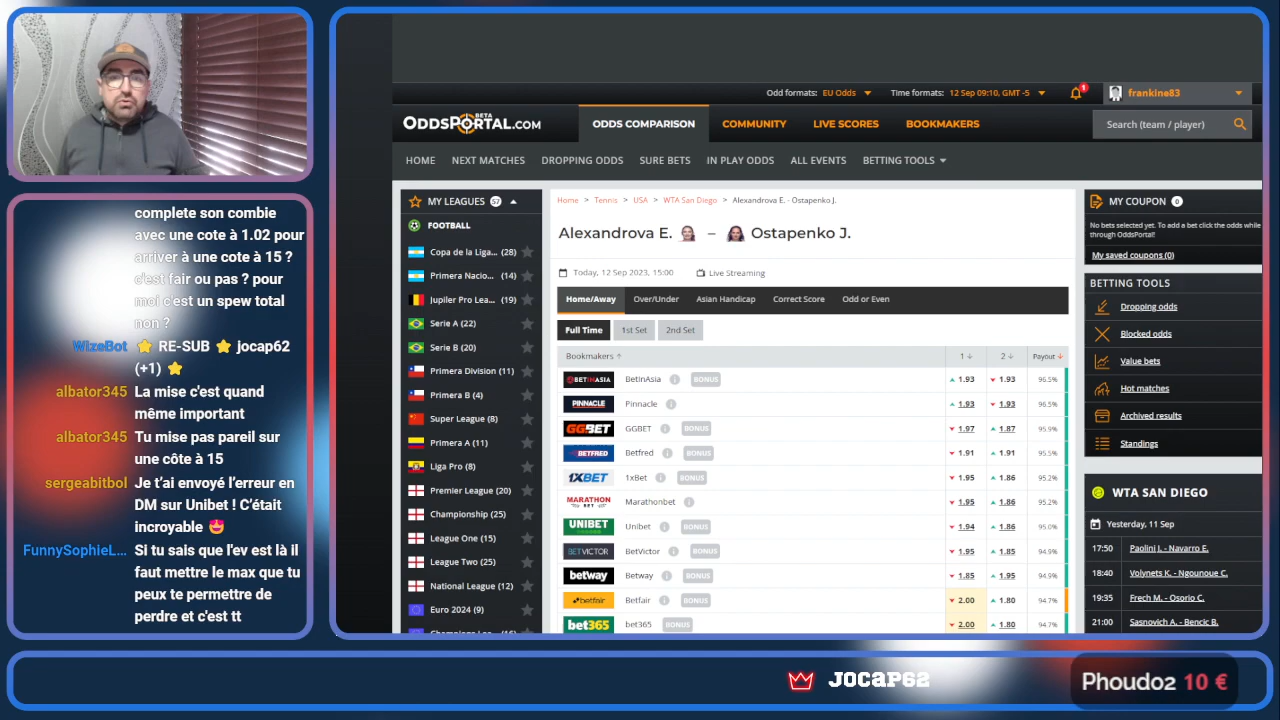 complete son combie
avec une cote à 1.02 pour
arriver à une cote à 15 ?
c'est fair ou pas ? pour
moi c'est un spew total
non ?
WizeBot ⭐ RE-SUB ⭐ jocap62
(+1) ⭐
albator345 La mise c'est quand
même important
albator345 Tu mise pas pareil sur
une côte à 15
sergeabitbol Je t'ai envoyé l'erreur en
DM sur Unibet ! C'était
incroyable 🤩
FunnySophieL... SI tu sais que l'ev est là il
faut mettre le max que tu
peux te permettre de
perdre et c'est tt
Odd formats: EU Odds Time formats: 12 Sep 09:10, GMT -5 1 frankine83
ODDSPORTAL.COM BETA ODDS COMPARISON COMMUNITY LIVE SCORES BOOKMAKERS Search (team / player)
HOME NEXT MATCHES DROPPING ODDS SURE BETS IN PLAY ODDS ALL EVENTS BETTING TOOLS
MY LEAGUES 57
FOOTBALL
Copa de la Liga... (28)
Primera Nacio... (14)
Jupiler Pro Lea... (19)
Serie A (22)
Serie B (20)
Primera Division (11)
Primera B (4)
Super League (8)
Primera A (11)
Liga Pro (8)
Premier League (20)
Championship (25)
League One (15)
League Two (25)
National League (12)
Euro 2024 (9)
Home > Tennis > USA > WTA San Diego > Alexandrova E. - Ostapenko J.
Alexandrova E. – Ostapenko J.
Today, 12 Sep 2023, 15:00 Live Streaming
Home/Away Over/Under Asian Handicap Correct Score Odd or Even
Full Time 1st Set 2nd Set
Bookmakers 1 2 Payout
BETINASIA BetInAsia BONUS 1.93 1.93 96.5%
PINNACLE Pinnacle 1.93 1.93 96.5%
GGBET GGBET BONUS 1.97 1.87 95.9%
BETFRED Betfred BONUS 1.91 1.91 95.5%
1XBET 1xBet BONUS 1.95 1.86 95.2%
MARATHON BET Marathonbet 1.95 1.86 95.2%
UNIBET Unibet BONUS 1.94 1.86 95.0%
BETVICTOR BetVictor BONUS 1.95 1.85 94.9%
betway Betway BONUS 1.85 1.95 94.9%
betfair Betfair BONUS 2.00 1.80 94.7%
bet365 bet365 BONUS 2.00 1.80 94.7%
MY COUPON 0
No bets selected yet. To add a bet click the odds while
through OddsPortal!
My saved coupons (0)
BETTING TOOLS
Dropping odds
Blocked odds
Value bets
Hot matches
Archived results
Standings
WTA SAN DIEGO
Yesterday, 11 Sep
17:50 Paolini J. - Navarro E.
18:40 Volynets K. - Ngounoue C.
19:35 Frech M. - Osorio C.
21:00 Sasnovich A. - Bencic B.
JOCAP62
Phoudo2 10 €